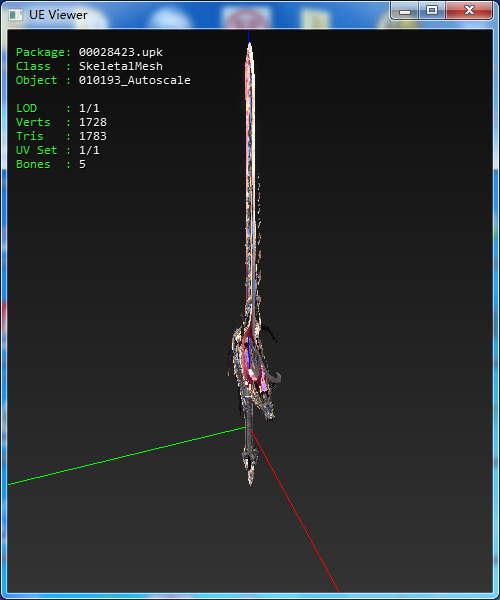 UE Viewer
Package: 00028423.upk
Class : SkeletalMesh
Object : 010193_Autoscale
LOD : 1/1
Verts : 1728
Tris : 1783
UV Set : 1/1
Bones : 5